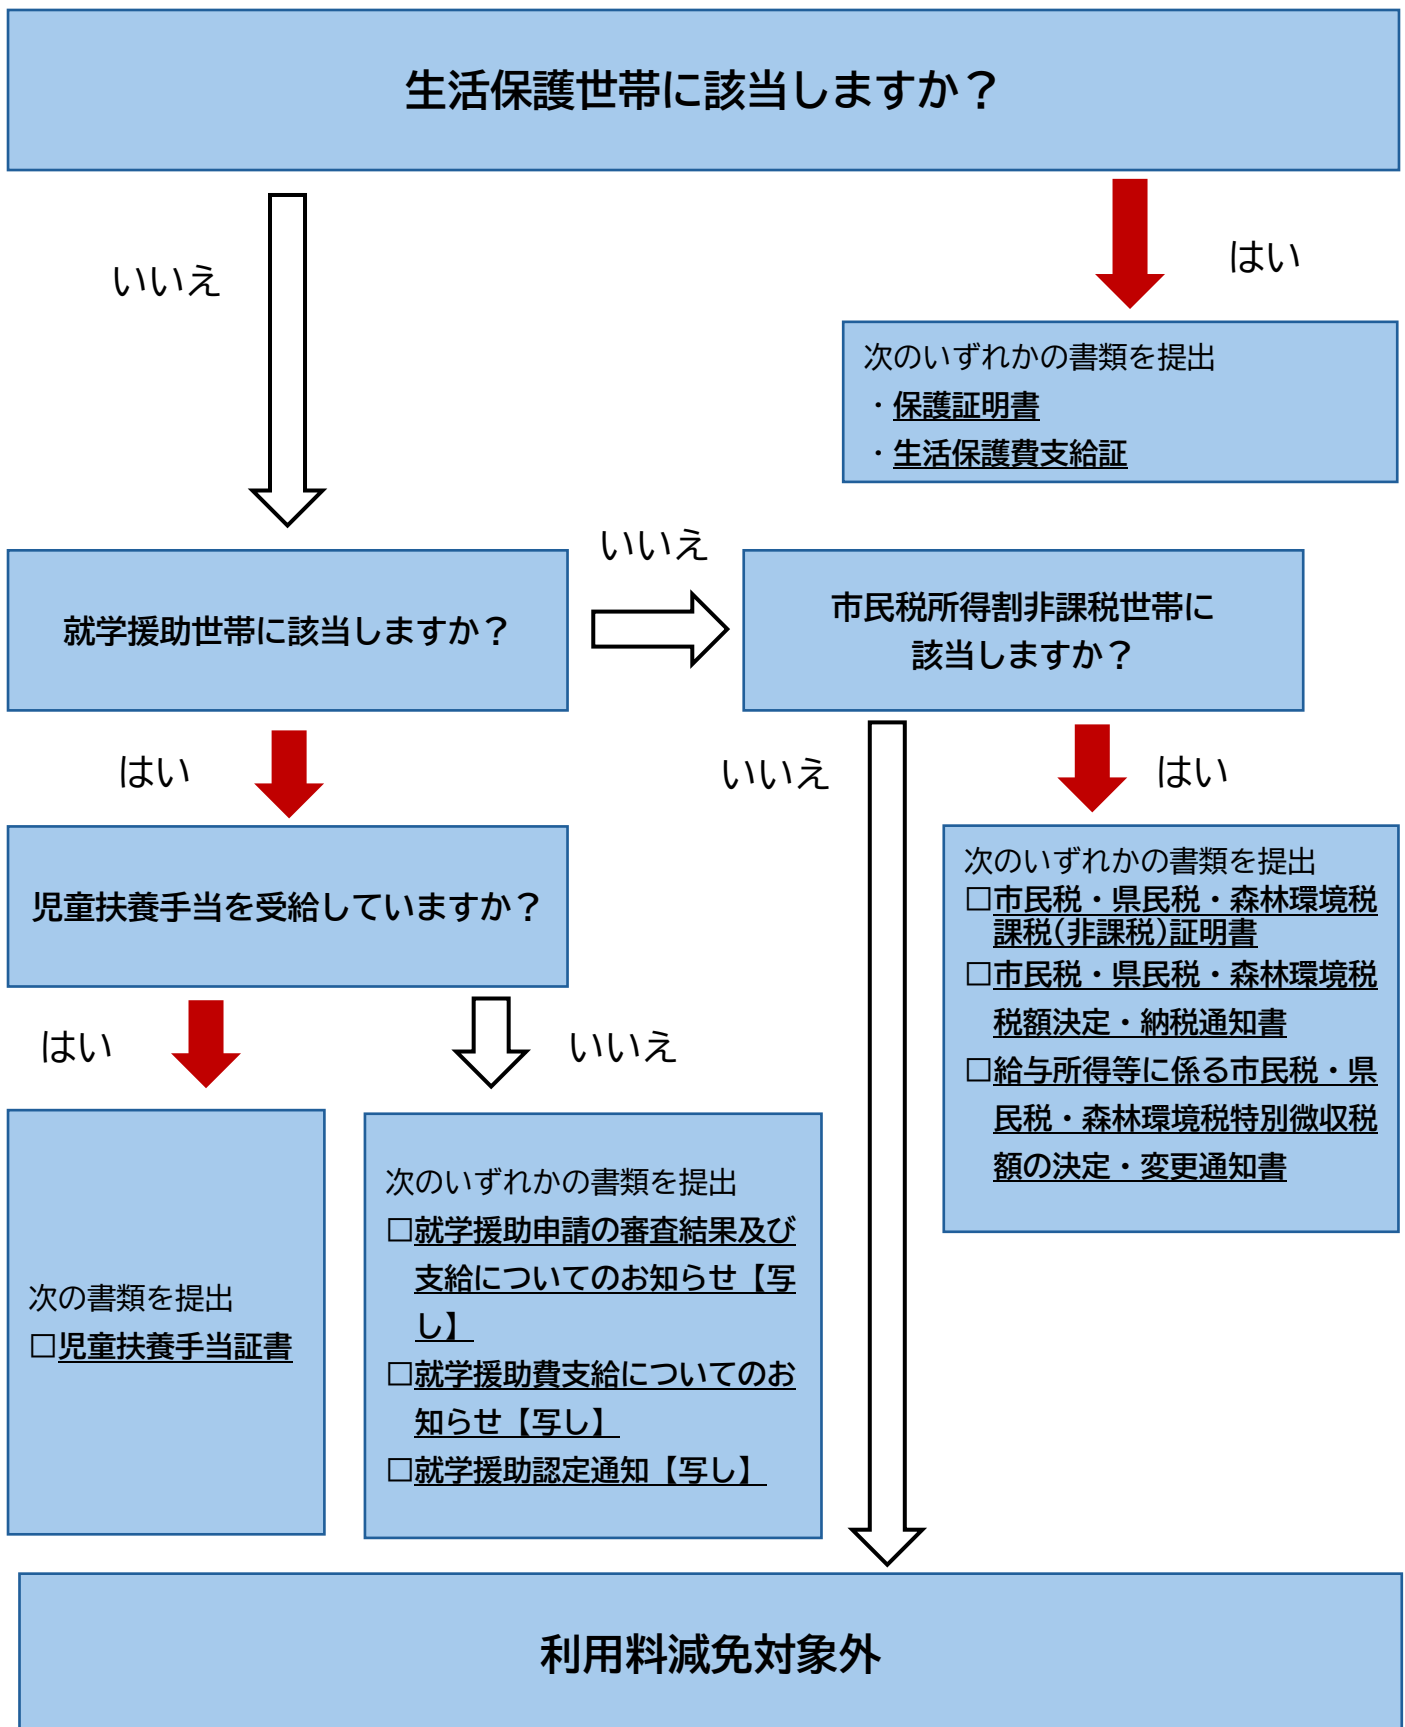 生活保護世帯に該当しますか？
いいえ
はい
次のいずれかの書類を提出
・保護証明書
・生活保護費支給証
就学援助世帯に該当しますか？
いいえ
市民税所得割非課税世帯に
該当しますか？
はい
いいえ
はい
児童扶養手当を受給していますか？
次のいずれかの書類を提出
□市民税・県民税・森林環境税
課税(非課税)証明書
□市民税・県民税・森林環境税
税額決定・納税通知書
□給与所得等に係る市民税・県
民税・森林環境税特別徴収税
額の決定・変更通知書
はい
いいえ
次の書類を提出
□児童扶養手当証書
次のいずれかの書類を提出
□就学援助申請の審査結果及び
支給についてのお知らせ【写
し】
□就学援助費支給についてのお
知らせ【写し】
□就学援助認定通知【写し】
利用料減免対象外